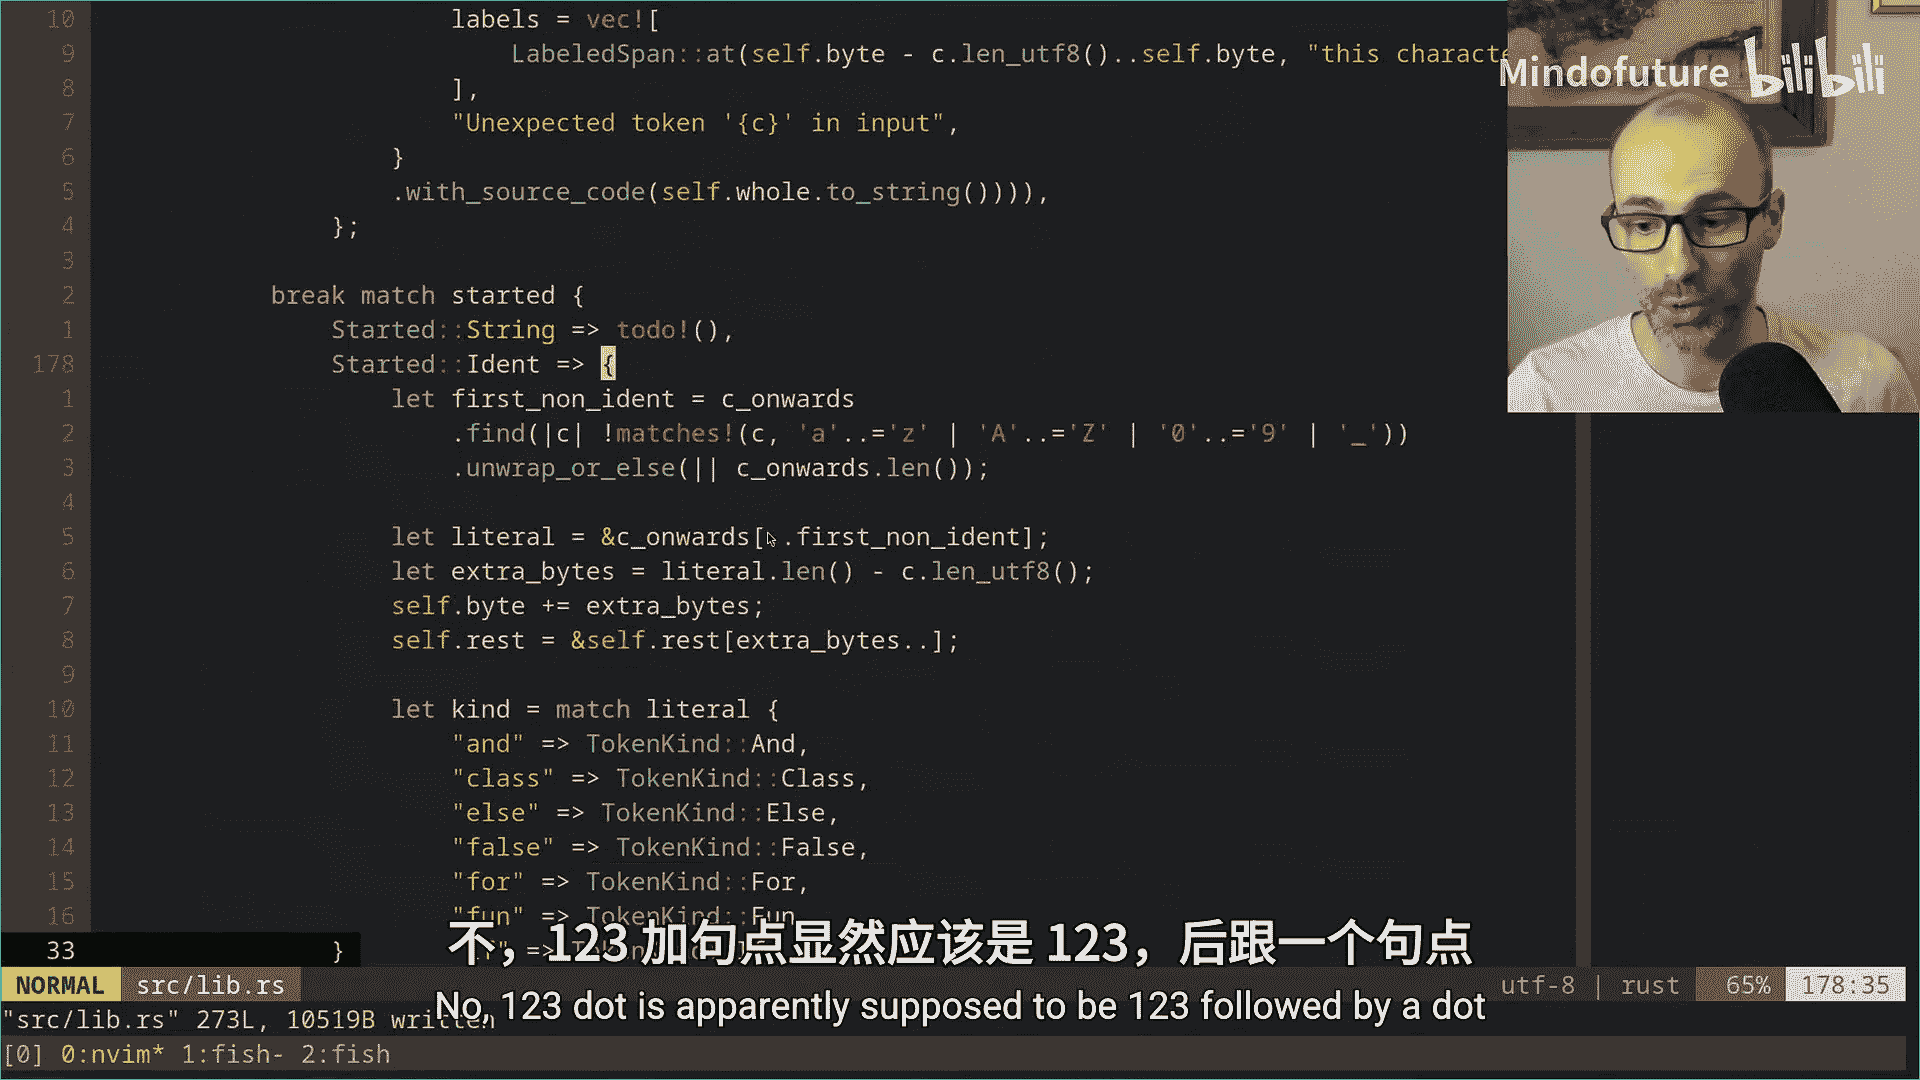 10 labels = vec![
9 LabeledSpan::at(self.byte - c.len_utf8()..self.byte, "this charact
Mindofuture bilibili
8 ],
7 "Unexpected token '{c}' in input",
6 }
5 .with_source_code(self.whole.to_string()))),
4 };
3
2 break match started {
1 Started::String => todo!(),
178 Started::Ident => {
1 let first_non_ident = c_onwards
2 .find(|c| !matches!(c, 'a'..='z' | 'A'..='Z' | '0'..='9' | '_'))
3 .unwrap_or_else(|| c_onwards.len());
4
5 let literal = &c_onwards[..first_non_ident];
6 let extra_bytes = literal.len() - c.len_utf8();
7 self.byte += extra_bytes;
8 self.rest = &self.rest[extra_bytes..];
9
10 let kind = match literal {
11 "and" => TokenKind::And,
12 "class" => TokenKind::Class,
13 "else" => TokenKind::Else,
14 "false" => TokenKind::False,
15 "for" => TokenKind::For,
16 "fun" => TokenKind::Fun
不，123 加句点显然应该是 123，后跟一个句点
33 }
NORMAL src/lib.rs utf-8 | rust 65% 178:35
No, 123 dot is apparently supposed to be 123 followed by a dot
"src/lib.rs" 273L, 10519B written
[0] 0:nvim* 1:fish- 2:fish